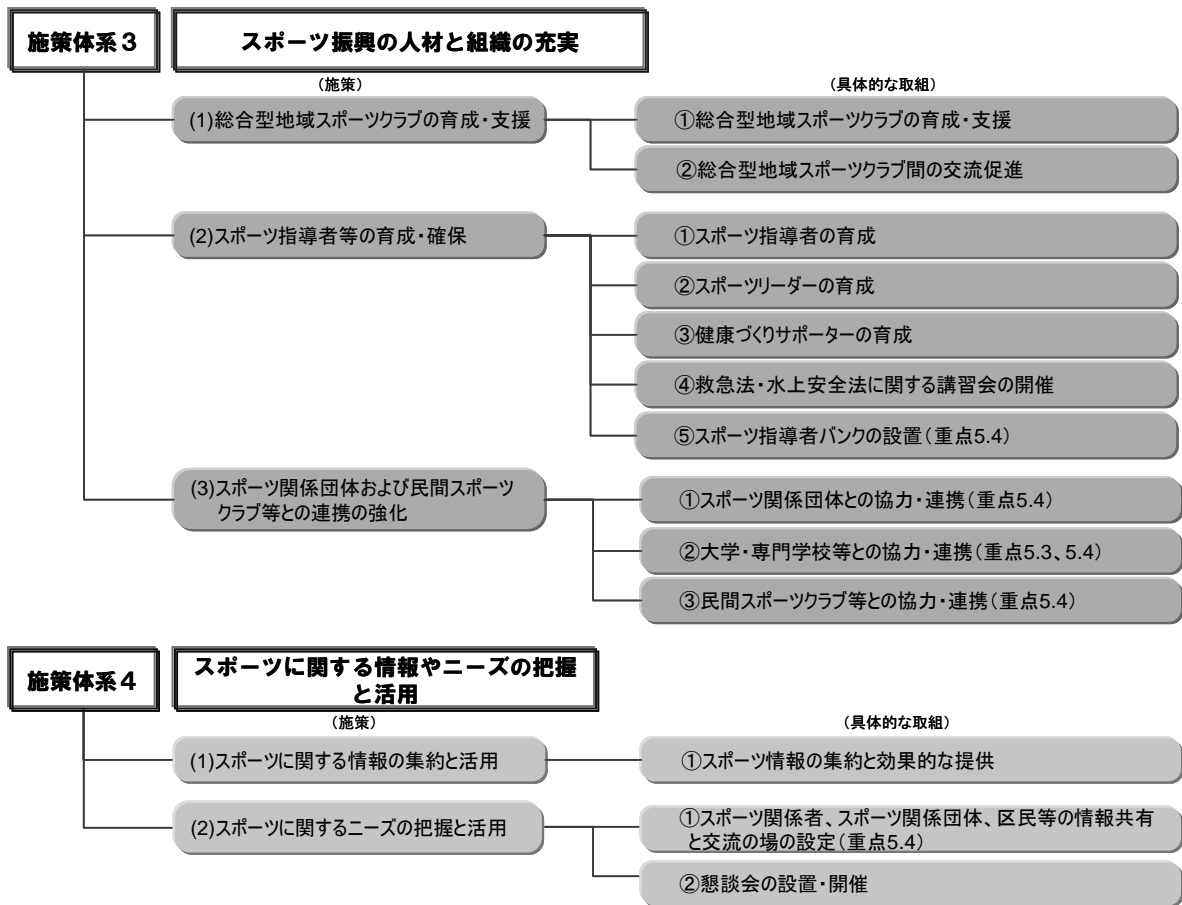 施策体系３
スポーツ振興の人材と組織の充実
（施策）
（具体的な取組）
(1)総合型地域スポーツクラブの育成・支援
①総合型地域スポーツクラブの育成・支援
②総合型地域スポーツクラブ間の交流促進
(2)スポーツ指導者等の育成・確保
①スポーツ指導者の育成
②スポーツリーダーの育成
③健康づくりサポーターの育成
④救急法・水上安全法に関する講習会の開催
⑤スポーツ指導者バンクの設置（重点5.4）
(3)スポーツ関係団体および民間スポーツ
クラブ等との連携の強化
①スポーツ関係団体との協力・連携（重点5.4）
②大学・専門学校等との協力・連携（重点5.3、5.4）
③民間スポーツクラブ等との協力・連携（重点5.4）
施策体系４
スポーツに関する情報やニーズの把握
と活用
（施策）
（具体的な取組）
(1)スポーツに関する情報の集約と活用
①スポーツ情報の集約と効果的な提供
(2)スポーツに関するニーズの把握と活用
①スポーツ関係者、スポーツ関係団体、区民等の情報共有
と交流の場の設定（重点5.4）
②懇談会の設置・開催